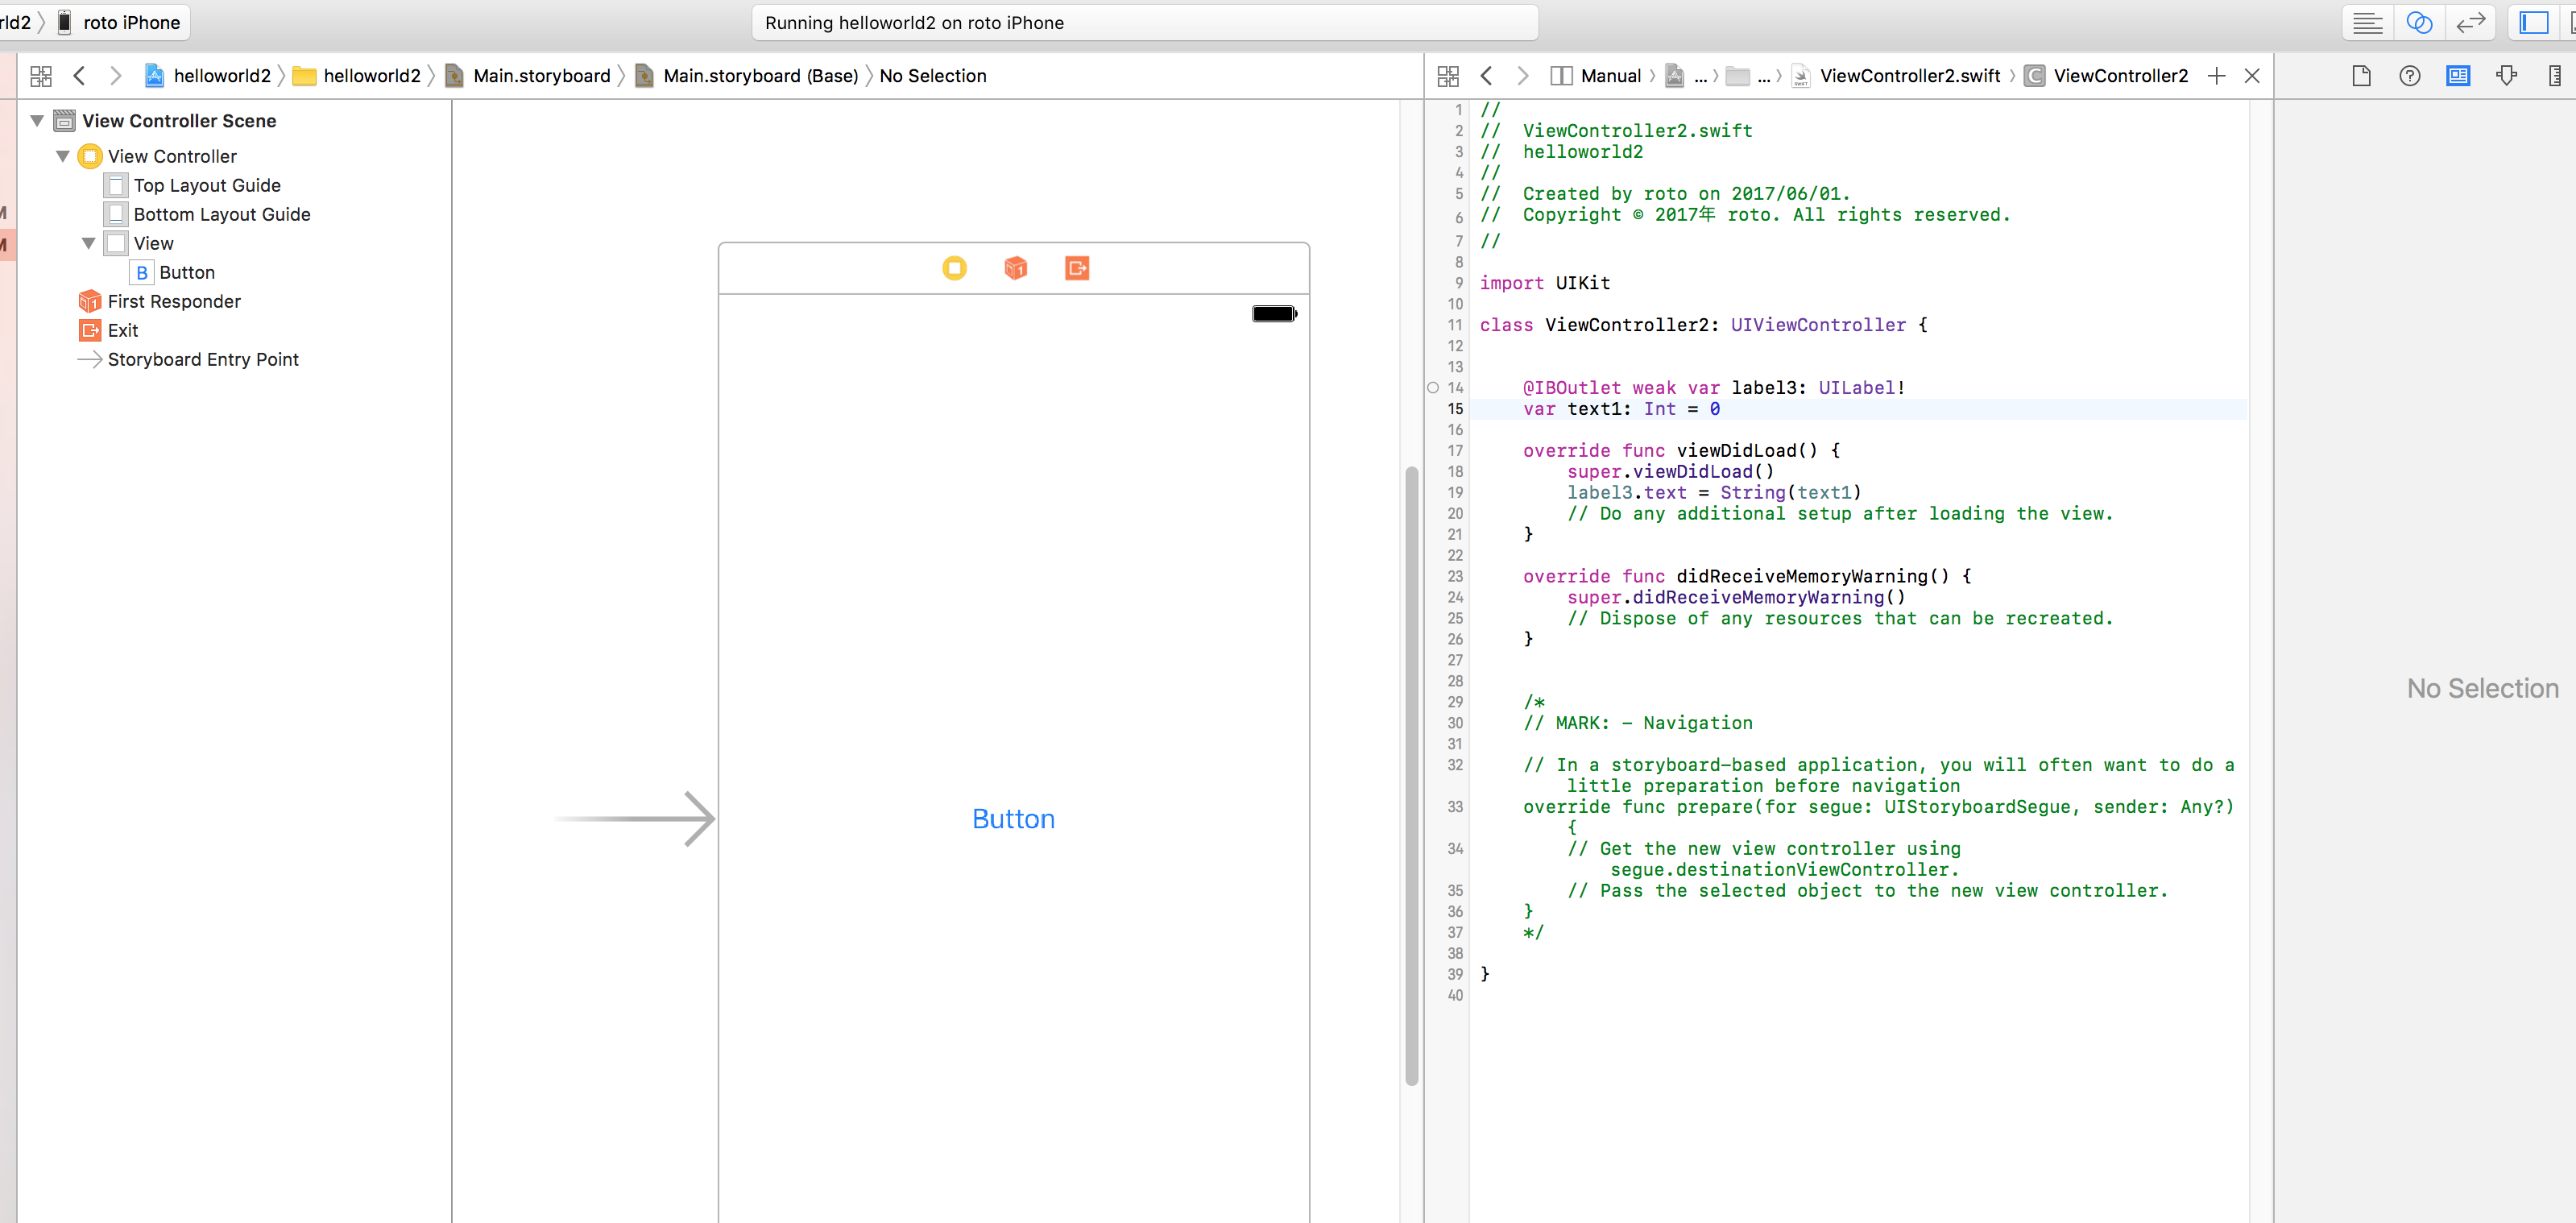 rld2 〉 roto iPhone
Running helloworld2 on roto iPhone
helloworld2 〉 helloworld2 〉 Main.storyboard 〉 Main.storyboard (Base) 〉 No Selection
Manual 〉 ... 〉 ... 〉 ViewController2.swift 〉 C ViewController2
View Controller Scene
View Controller
Top Layout Guide
Bottom Layout Guide
M
View
M
B Button
First Responder
Exit
Storyboard Entry Point
Button
1 //
2 //  ViewController2.swift
3 //  helloworld2
4 //
5 //  Created by roto on 2017/06/01.
6 //  Copyright © 2017年 roto. All rights reserved.
7 //
8
9 import UIKit
10
11 class ViewController2: UIViewController {
12
13
14     @IBOutlet weak var label3: UILabel!
15     var text1: Int = 0
16
17     override func viewDidLoad() {
18         super.viewDidLoad()
19         label3.text = String(text1)
20         // Do any additional setup after loading the view.
21     }
22
23     override func didReceiveMemoryWarning() {
24         super.didReceiveMemoryWarning()
25         // Dispose of any resources that can be recreated.
26     }
27
28
29     /*
30     // MARK: - Navigation
31
32     // In a storyboard-based application, you will often want to do a
little preparation before navigation
33     override func prepare(for segue: UIStoryboardSegue, sender: Any?)
{
34         // Get the new view controller using
segue.destinationViewController.
35         // Pass the selected object to the new view controller.
36     }
37     */
38
39 }
40
No Selection